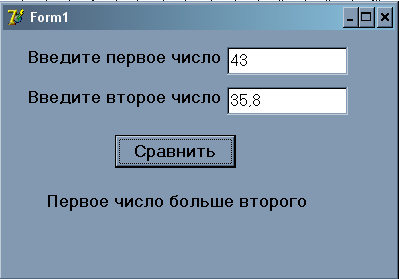 Form1
Введите первое число 43
Введите второе число 35,8
Сравнить
Первое число больше второго